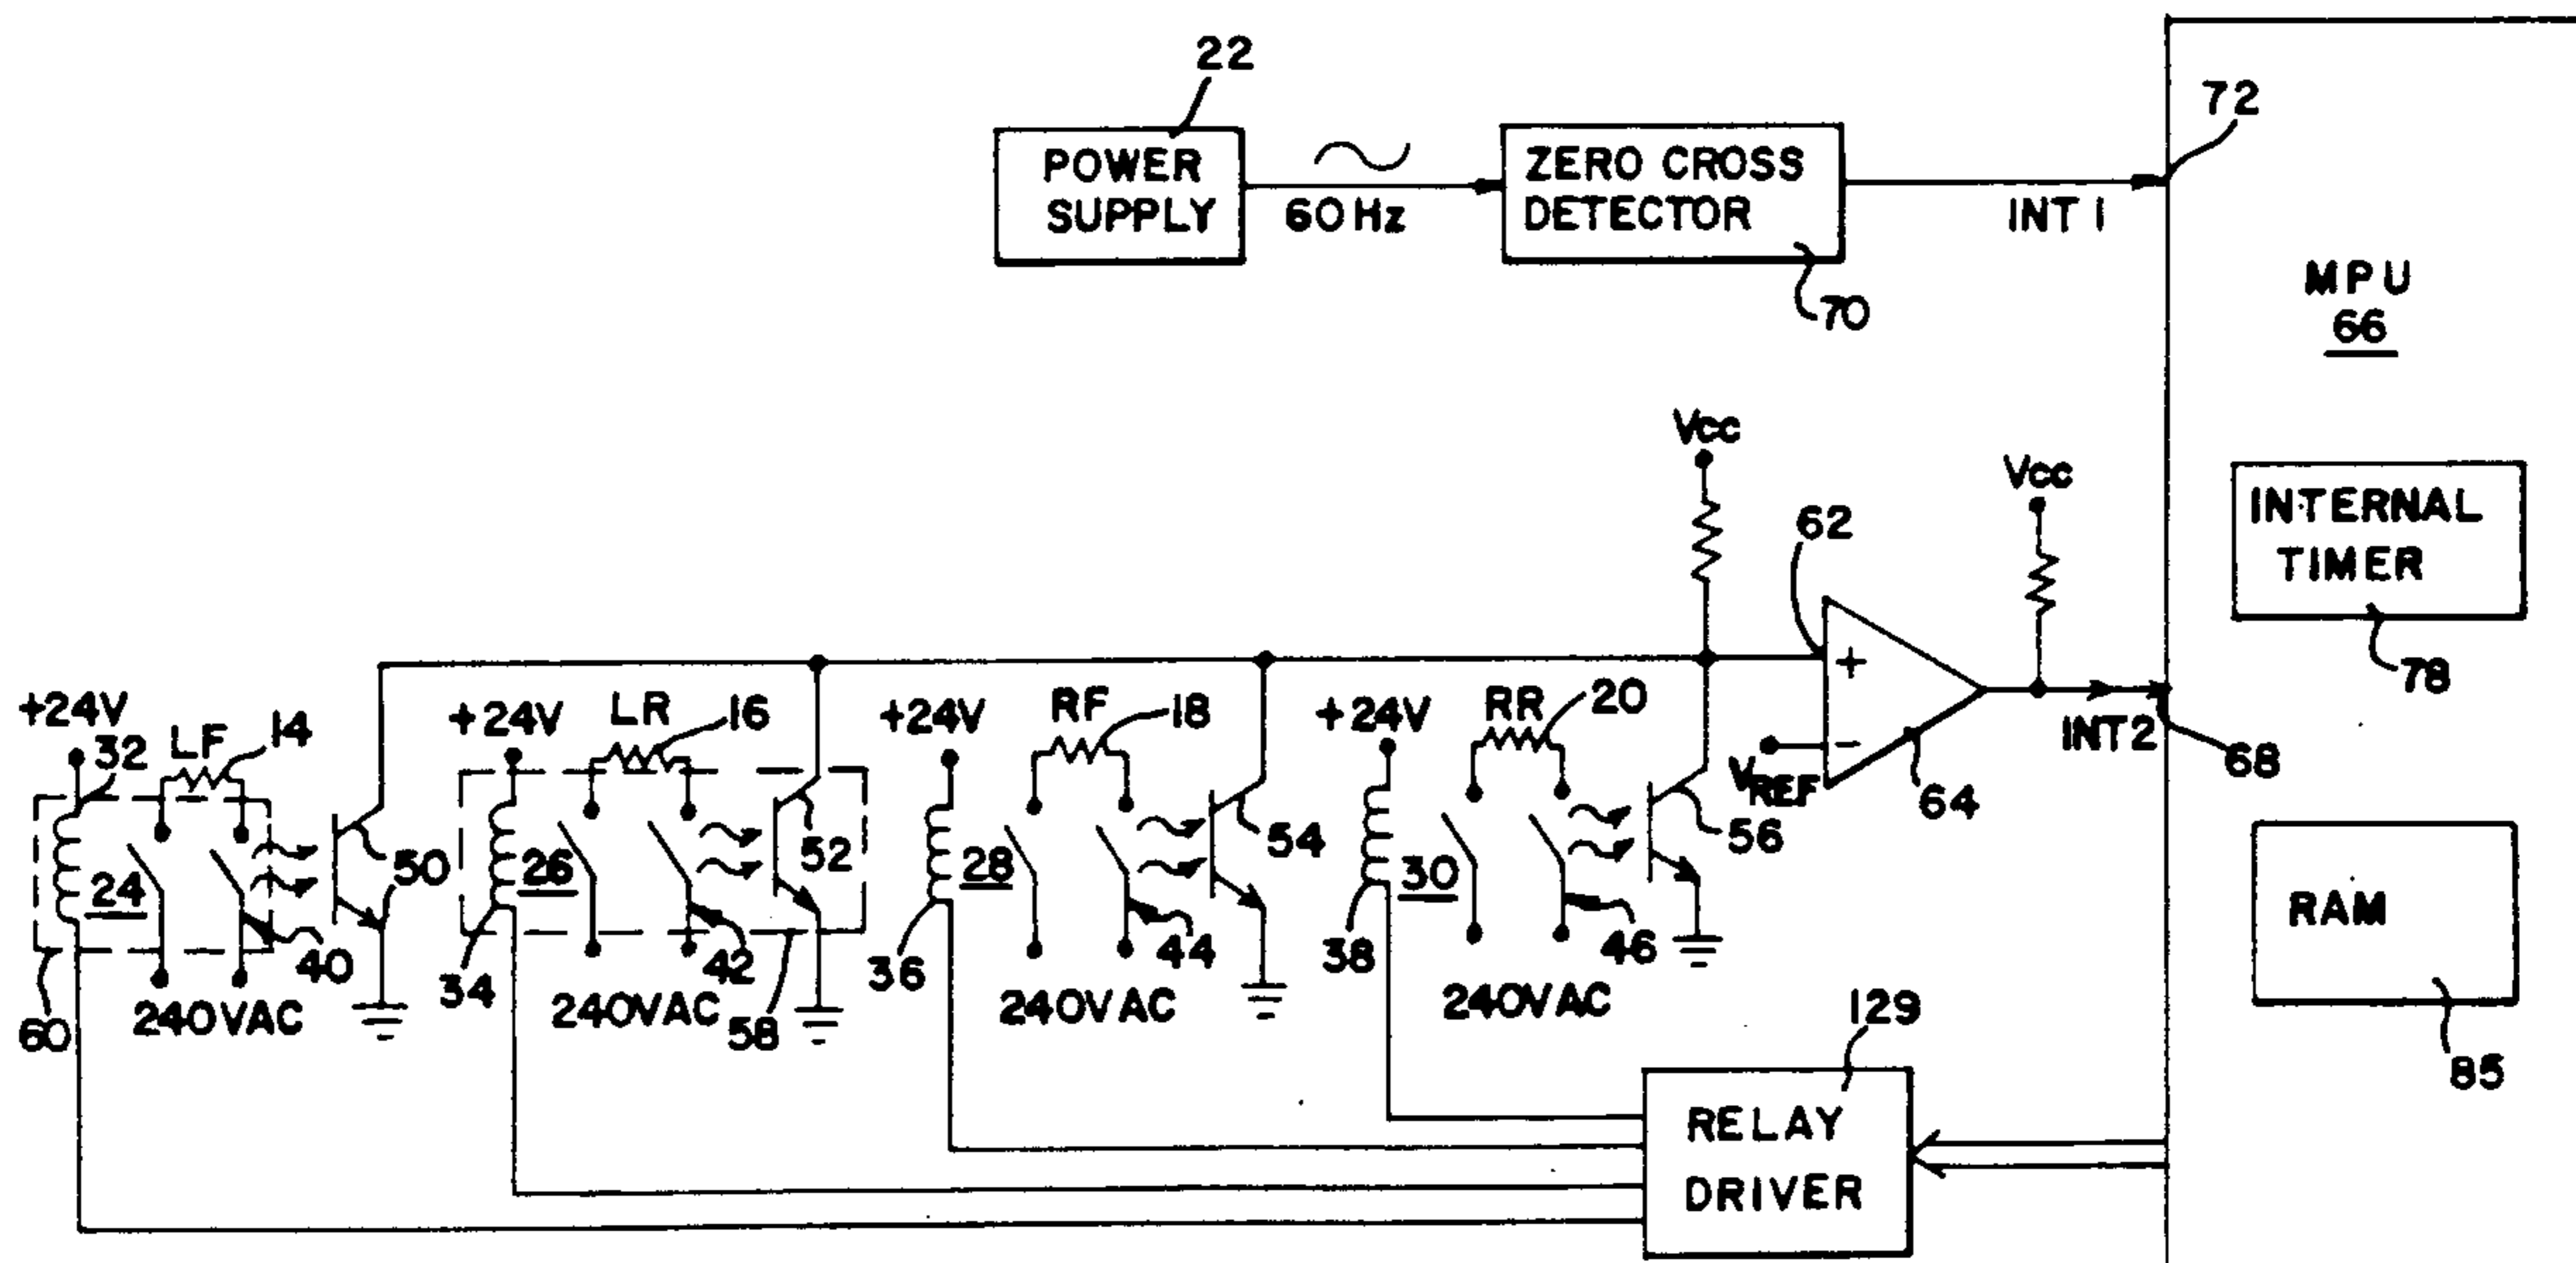 22
72
POWER
SUPPLY
60 Hz
ZERO CROSS
DETECTOR
INT 1
70
MPU
66
Vcc
Vcc
62
INTERNAL
TIMER
78
+
−
VREF
64
INT2
68
+24V
32
LF
14
+24V
LR
16
+24V
RF
18
+24V
RR
20
24
50
26
52
28
54
30
56
60
40
240VAC
34
42
240VAC
58
36
44
240VAC
38
46
240VAC
RAM
85
129
RELAY
DRIVER